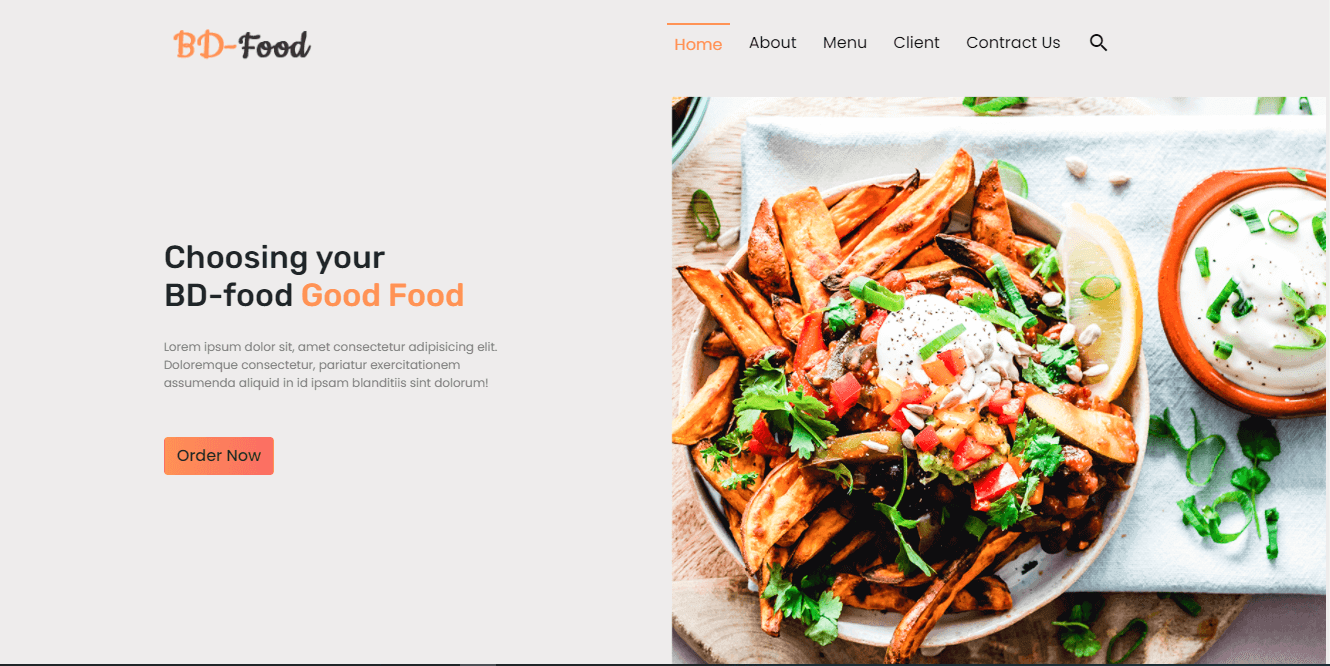 BD-Food
Home About Menu Client Contract Us
Choosing your
BD-food Good Food
Lorem ipsum dolor sit, amet consectetur adipisicing elit.
Doloremque consectetur, pariatur exercitationem
assumenda aliquid in id ipsam blanditiis sint dolorum!
Order Now